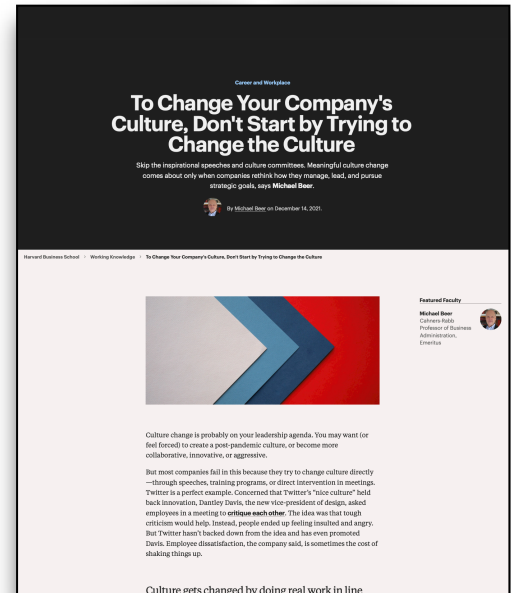 Career and Workplace
To Change Your Company's
Culture, Don't Start by Trying to
Change the Culture
Skip the inspirational speeches and culture committees. Meaningful culture change
comes about only when companies rethink how they manage, lead, and pursue
strategic goals, says Michael Beer.
By Michael Beer on December 14, 2021.
Harvard Business School › Working Knowledge › To Change Your Company's Culture, Don't Start by Trying to Change the Culture
Featured Faculty
Michael Beer
Cahners-Rabb
Professor of Business
Administration,
Emeritus
Culture change is probably on your leadership agenda. You may want (or
feel forced) to create a post-pandemic culture, or become more
collaborative, innovative, or aggressive.
But most companies fail in this because they try to change culture directly
—through speeches, training programs, or direct intervention in meetings.
Twitter is a perfect example. Concerned that Twitter's "nice culture" held
back innovation, Dantley Davis, the new vice-president of design, asked
employees in a meeting to critique each other. The idea was that tough
criticism would help. Instead, people ended up feeling insulted and angry.
But Twitter hasn't backed down from the idea and has even promoted
Davis. Employee dissatisfaction, the company said, is sometimes the cost of
shaking things up.
Culture gets changed by doing real work in line